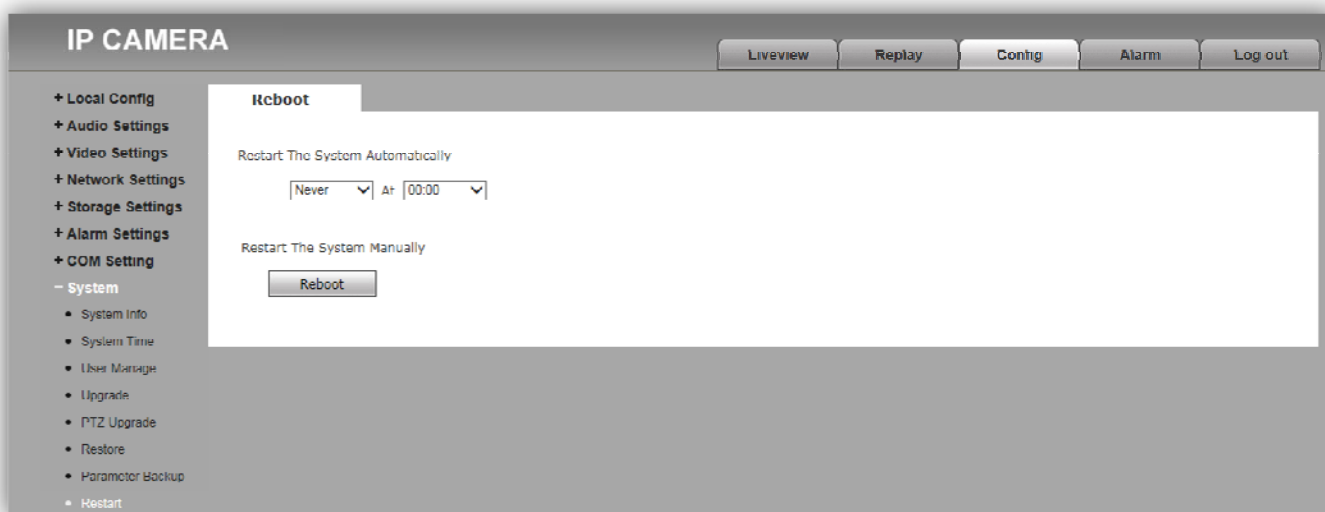 IP CAMERA
Liveview Replay Config Alarm Log out
+ Local Config
+ Audio Settings
+ Video Settings
+ Network Settings
+ Storage Settings
+ Alarm Settings
+ COM Setting
− System
• System Info
• System Time
• User Manage
• Upgrade
• PTZ Upgrade
• Restore
• Parameter Backup
• Restart
Reboot
Restart The System Automatically
Never At 00:00
Restart The System Manually
Reboot